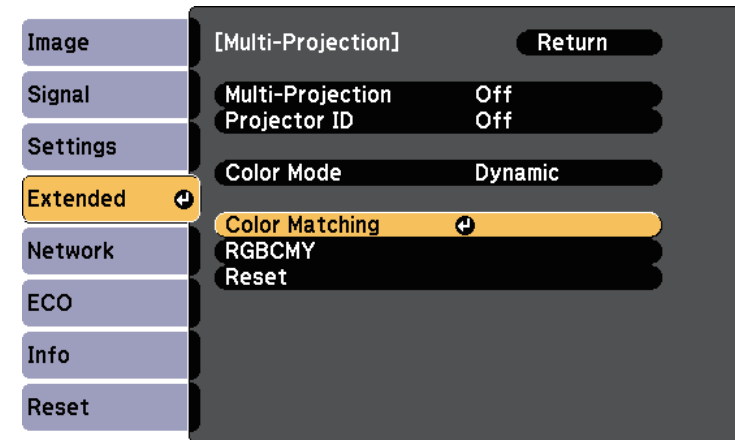 Image
Signal
Settings
Extended
Network
ECO
Info
Reset
[Multi-Projection] Return
Multi-Projection Off
Projector ID Off
Color Mode Dynamic
Color Matching
RGBCMY
Reset